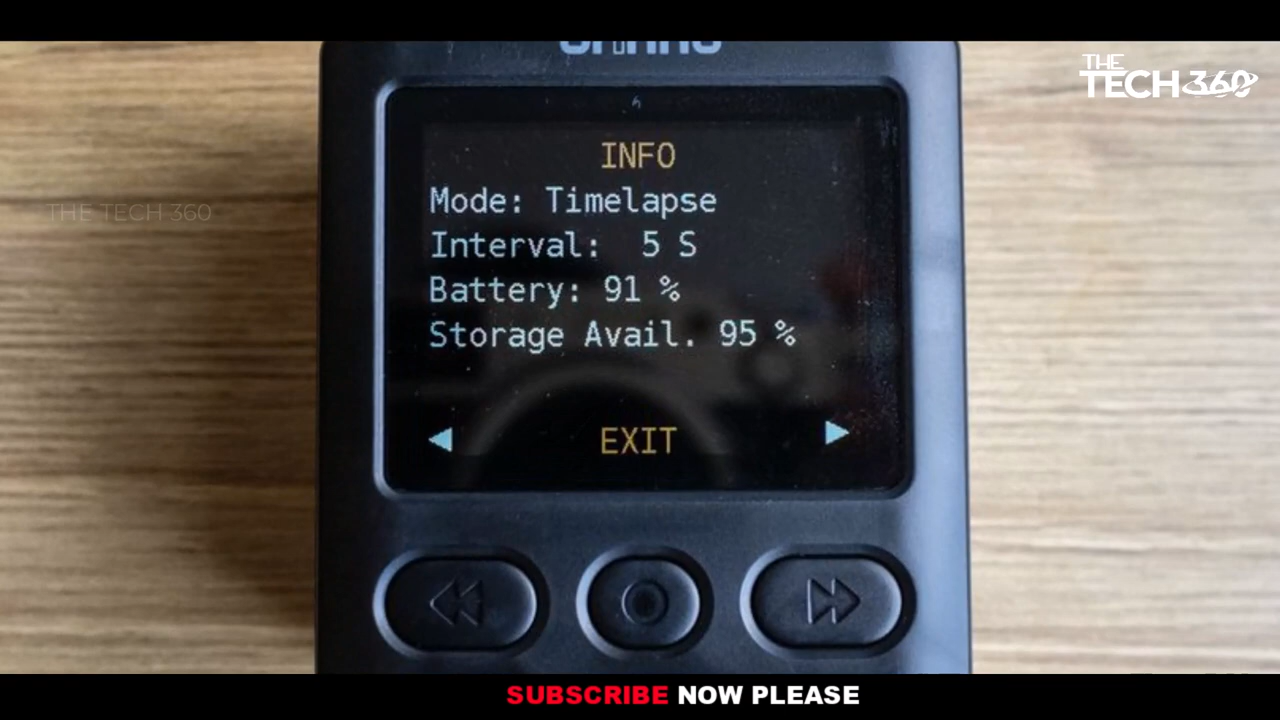 THE
TECH 360
INFO
Mode: Timelapse
THE TECH 360
Interval: 5 S
Battery: 91 %
Storage Avail. 95 %
EXIT
SUBSCRIBE NOW PLEASE